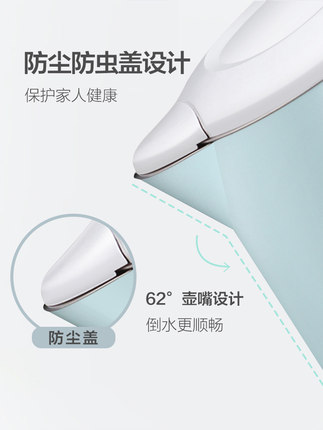 防尘防虫盖设计
保护家人健康
62° 壶嘴设计
倒水更顺畅
防尘盖